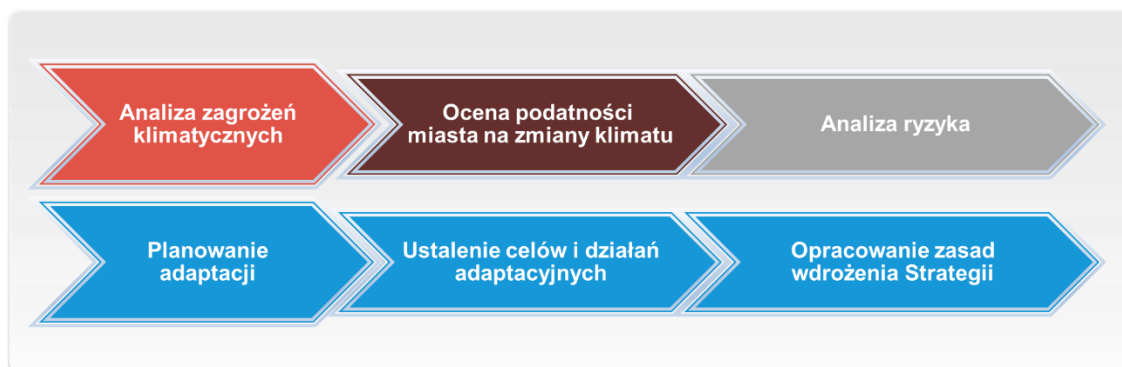 Analiza zagrożeń
klimatycznych
Ocena podatności
miasta na zmiany klimatu
Analiza ryzyka
Planowanie
adaptacji
Ustalenie celów i działań
adaptacyjnych
Opracowanie zasad
wdrożenia Strategii